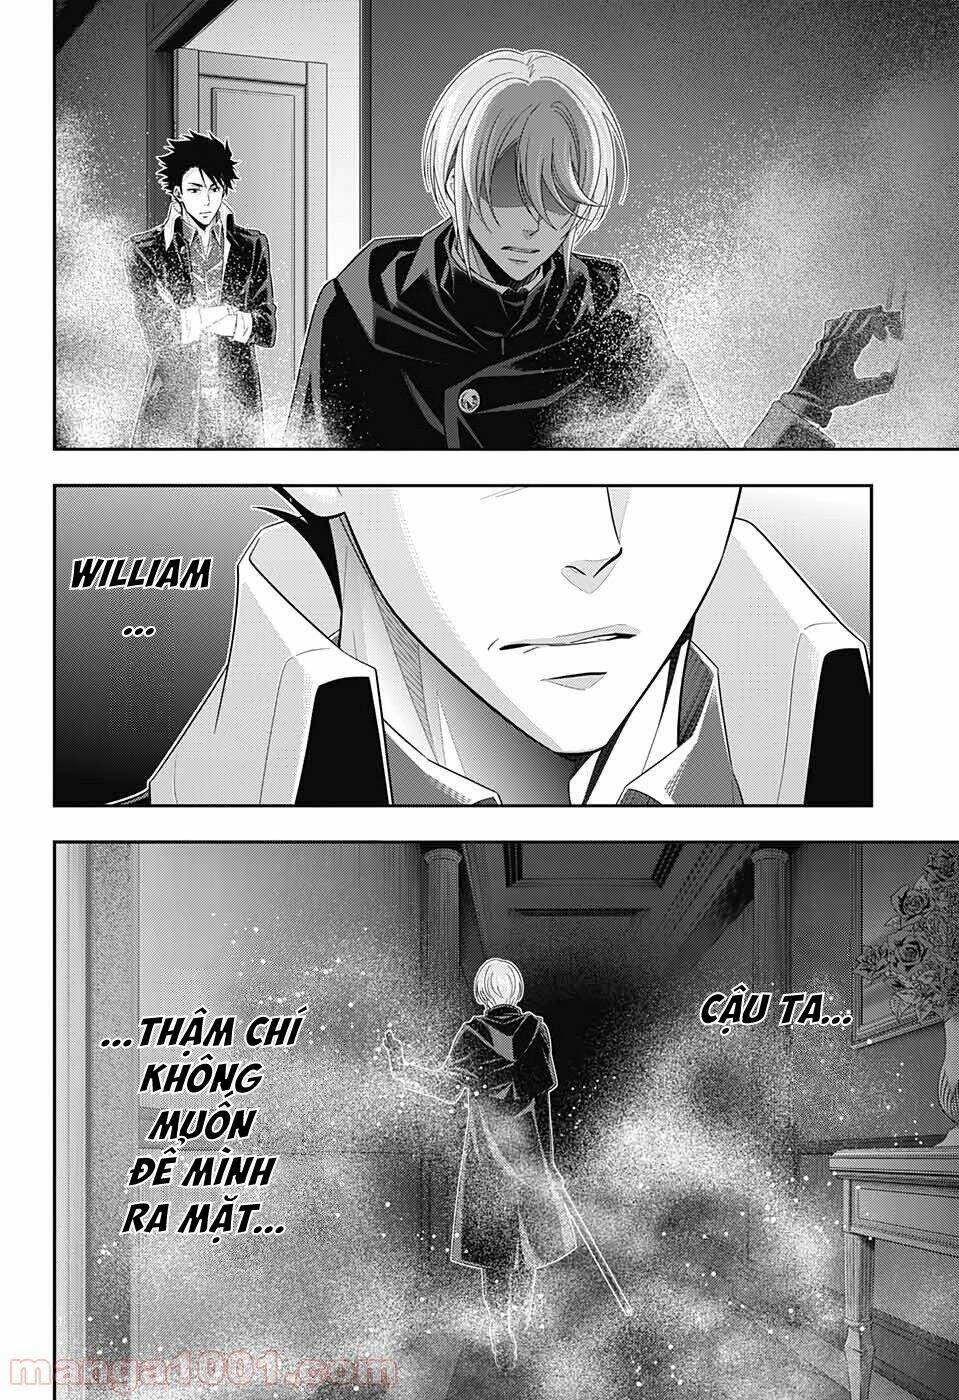 WILLIAM
...
CẬU TA...
...THẬM CHÍ
KHÔNG
MUỐN
ĐỂ MÌNH
RA MẶT...
manga1001.com